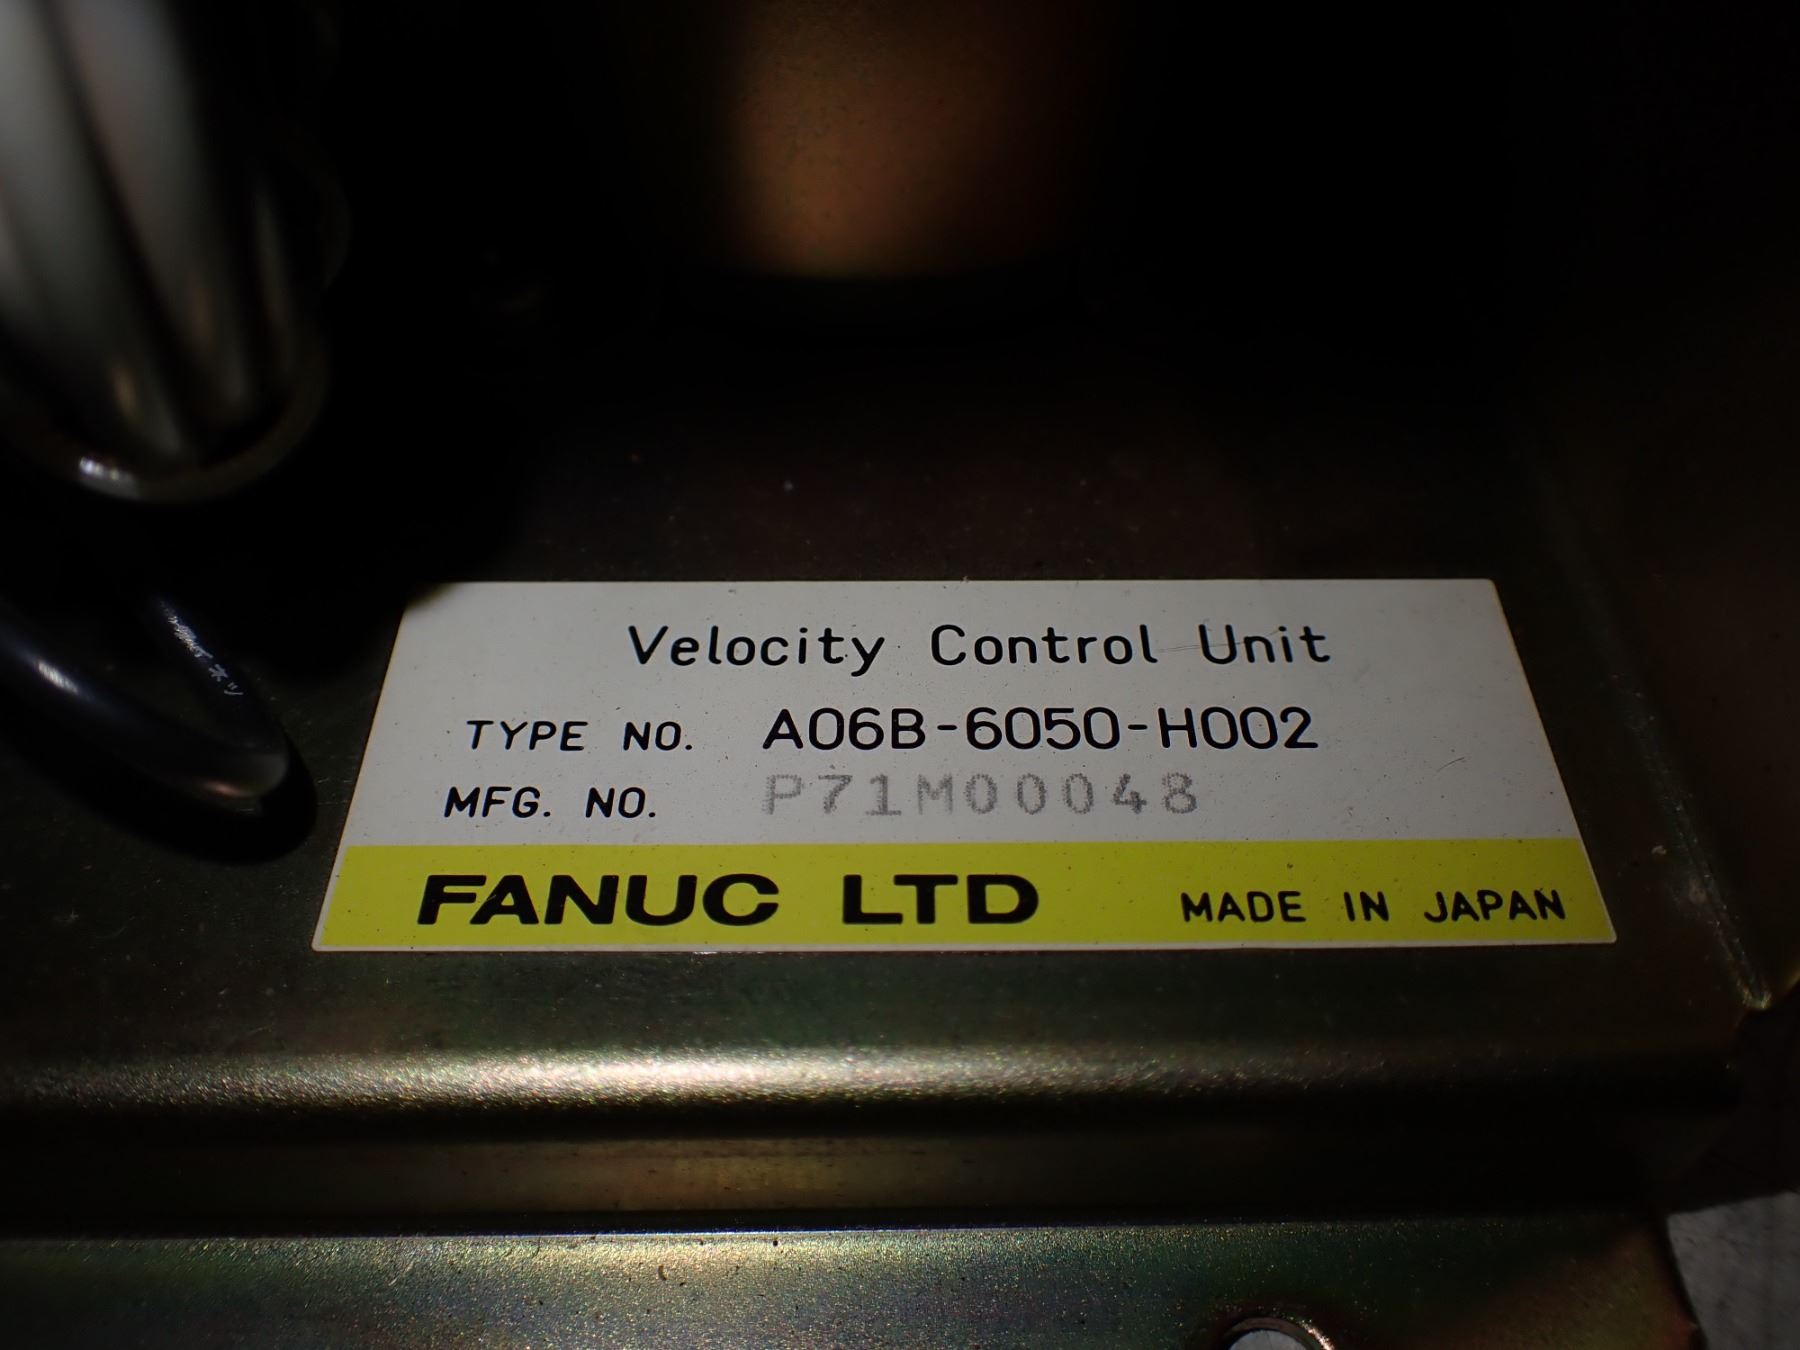 Velocity Control Unit
TYPE NO. A06B-6050-H002
MFG. NO. P71M00048
FANUC LTD MADE IN JAPAN